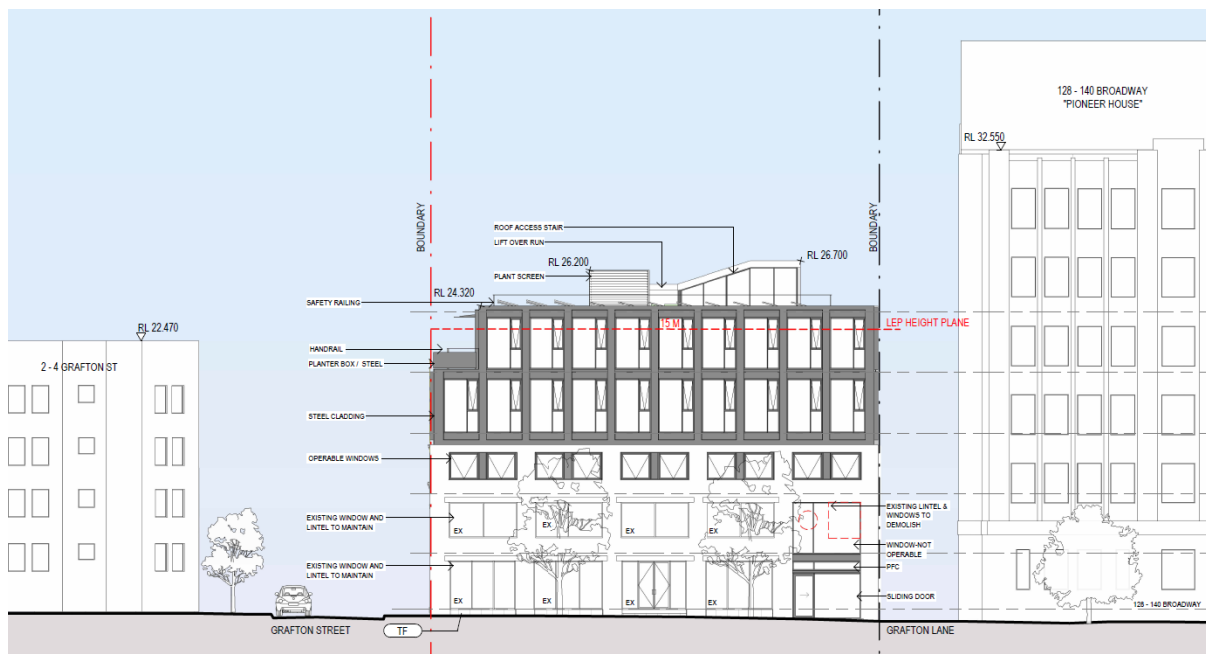 128 - 140 BROADWAY
"PIONEER HOUSE"
RL 32.550
BOUNDARY
BOUNDARY
ROOF ACCESS STAIR
LIFT OVER RUN
RL 26.200
RL 26.700
PLANT SCREEN
RL 24.320
SAFETY RAILING
15 M
LEP HEIGHT PLANE
RL 22.470
HANDRAIL
2 - 4 GRAFTON ST
PLANTER BOX / STEEL
STEEL CLADDING
OPERABLE WINDOWS
EXISTING WINDOW AND
LINTEL TO MAINTAIN
EX
EX
EX
EX
EXISTING LINTEL &
WINDOWS TO
DEMOLISH
WINDOW-NOT
OPERABLE
EXISTING WINDOW AND
LINTEL TO MAINTAIN
PFC
SLIDING DOOR
EX
EX
EX
EX
128 - 140 BROADWAY
GRAFTON STREET
TF
GRAFTON LANE